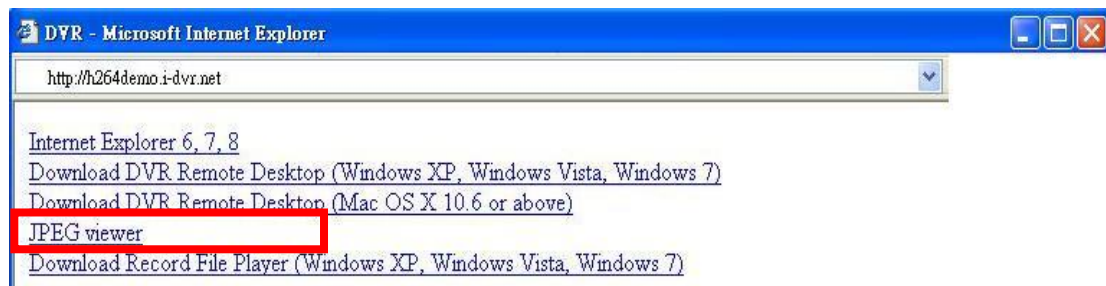 DVR - Microsoft Internet Explorer
http://h264demo.i-dvr.net
Internet Explorer 6, 7, 8
Download DVR Remote Desktop (Windows XP, Windows Vista, Windows 7)
Download DVR Remote Desktop (Mac OS X 10.6 or above)
JPEG viewer
Download Record File Player (Windows XP, Windows Vista, Windows 7)